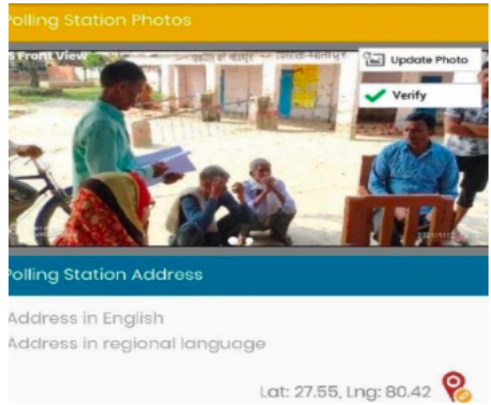 Polling Station Photos
s Front View
Update Photo
Verify
Polling Station Address
Address in English
Address in regional language
Lat: 27.55, Lng: 80.42